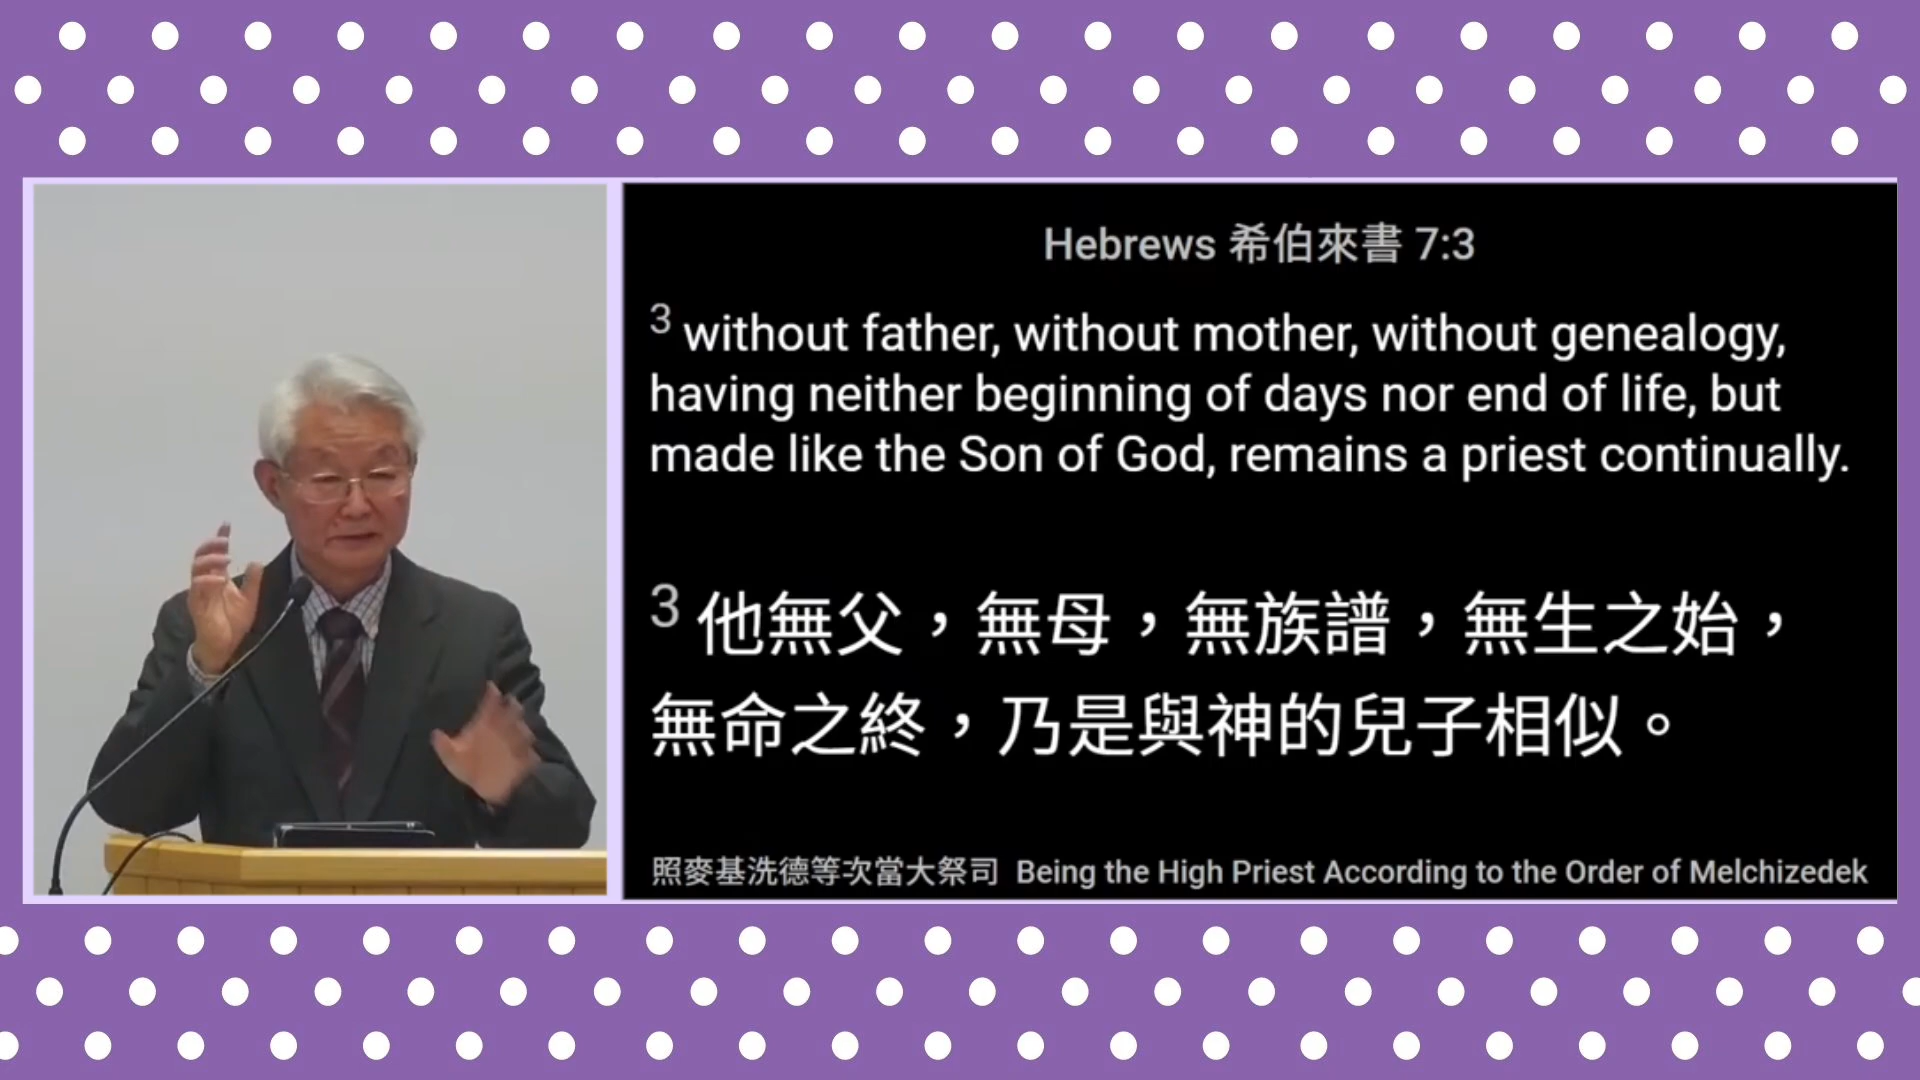 Hebrews 希伯來書 7:3
3 without father, without mother, without genealogy,
having neither beginning of days nor end of life, but
made like the Son of God, remains a priest continually.
3 他無父，無母，無族譜，無生之始，
無命之終，乃是與神的兒子相似。
照麥基洗德等次當大祭司 Being the High Priest According to the Order of Melchizedek